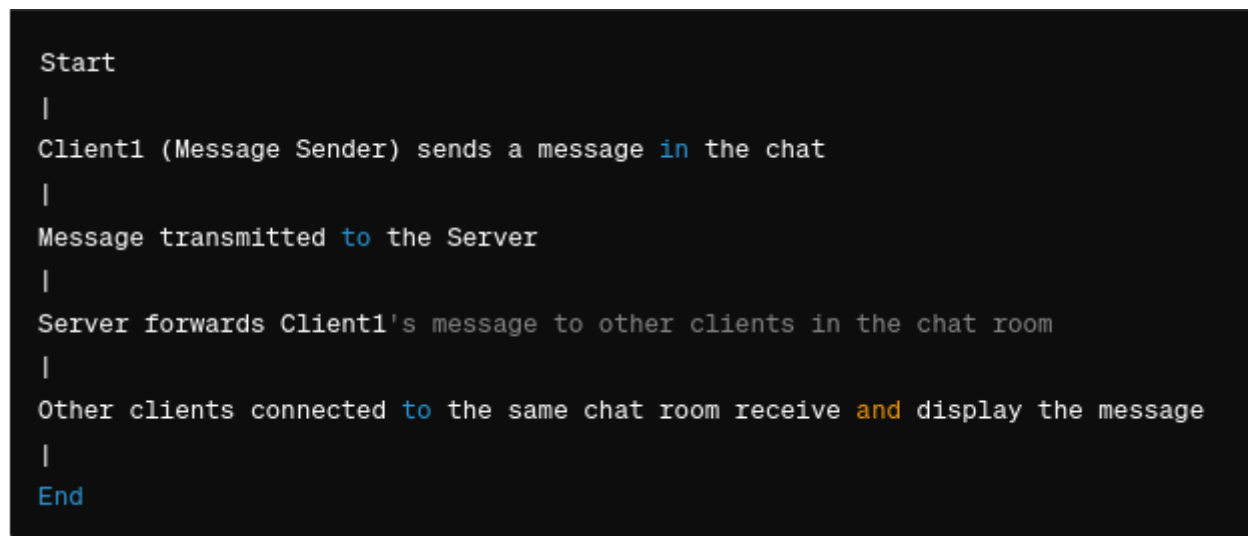 Start
|
Client1 (Message Sender) sends a message in the chat
|
Message transmitted to the Server
|
Server forwards Client1's message to other clients in the chat room
|
Other clients connected to the same chat room receive and display the message
|
End